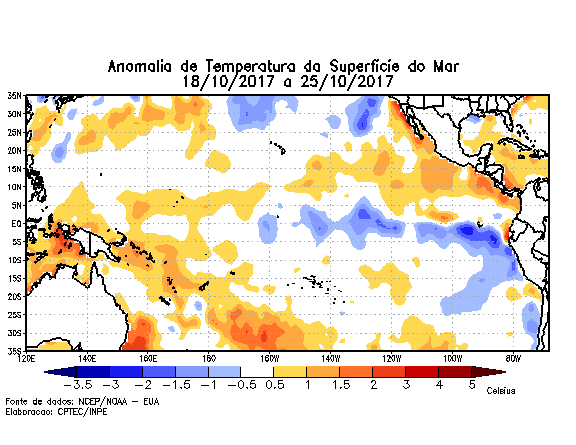 Anomalia de Temperatura da Superfície do Mar
18/10/2017 a 25/10/2017
35N
30N
25N
20N
15N
10N
5N
EQ
5S
10S
15S
20S
25S
30S
35S
120E 140E 160E 180 160W 140W 120W 100W 80W
-3.5 -3 -2 -1.5 -1 -0.5 0.5 1 1.5 2 3 4 5
Celsius
Fonte de dados: NCEP/NOAA - EUA
Elaboracao: CPTEC/INPE